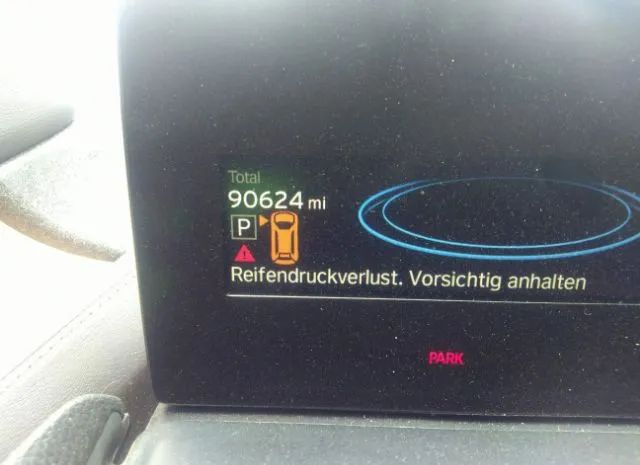 Total
90624 mi
P
Reifendruckverlust. Vorsichtig anhalten
PARK